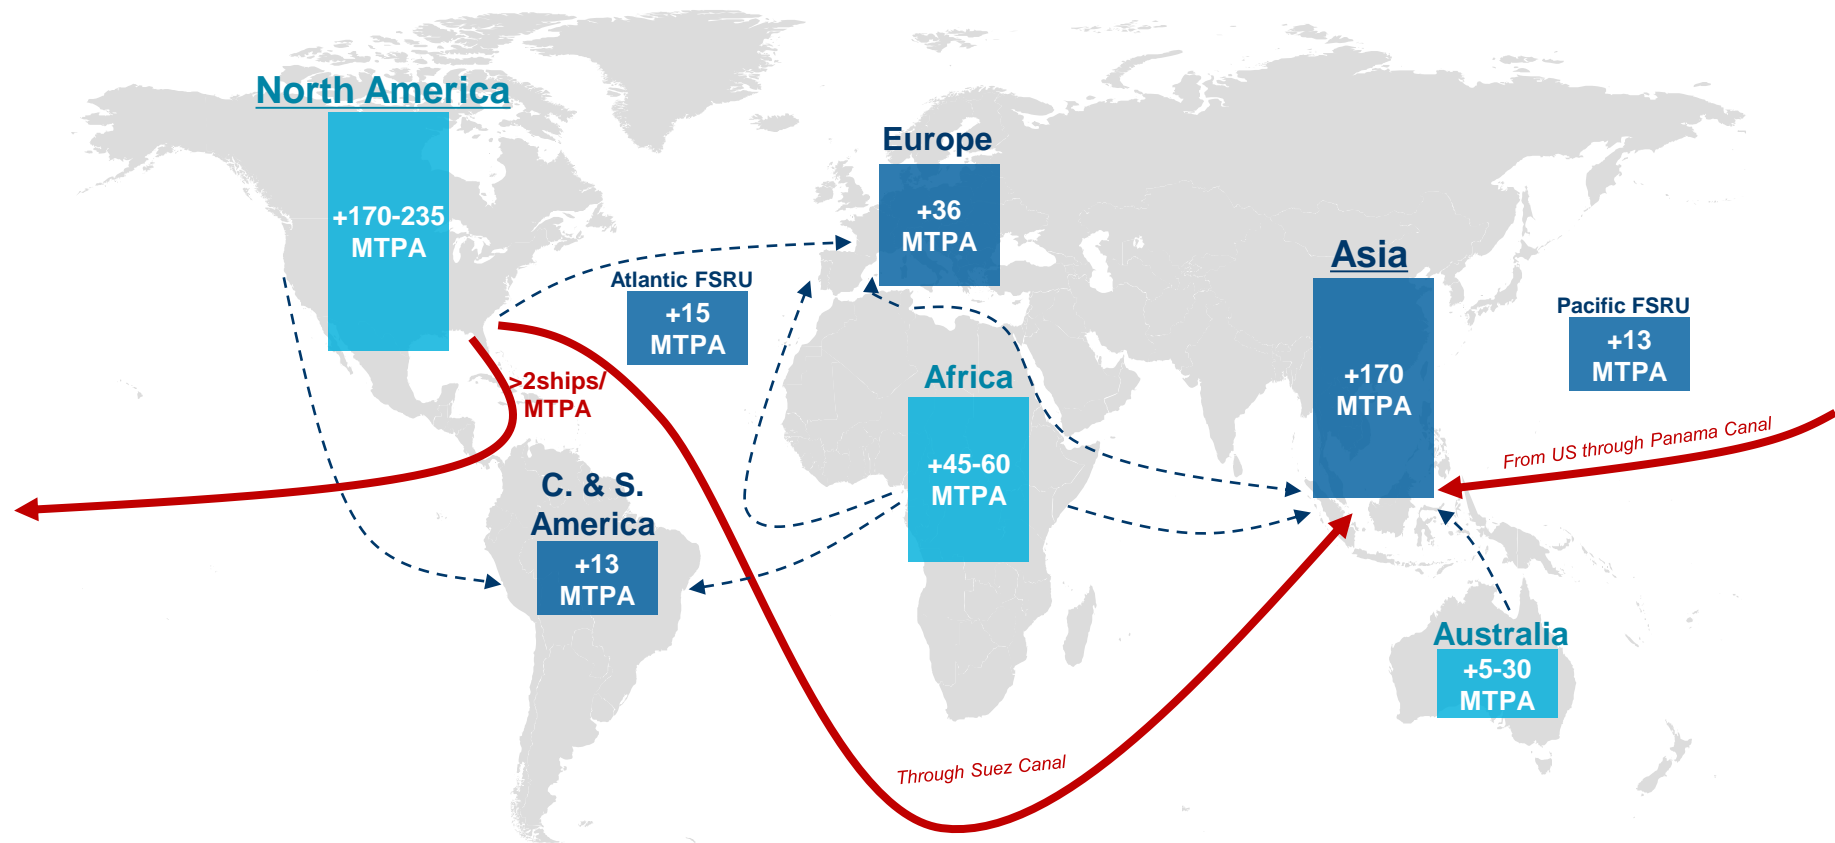 North America
+170-235
MTPA
Europe
+36
MTPA
Atlantic FSRU
+15
MTPA
Asia
+170
MTPA
Pacific FSRU
+13
MTPA
>2ships/
MTPA
Africa
+45-60
MTPA
From US through Panama Canal
C. & S.
America
+13
MTPA
Australia
+5-30
MTPA
Through Suez Canal